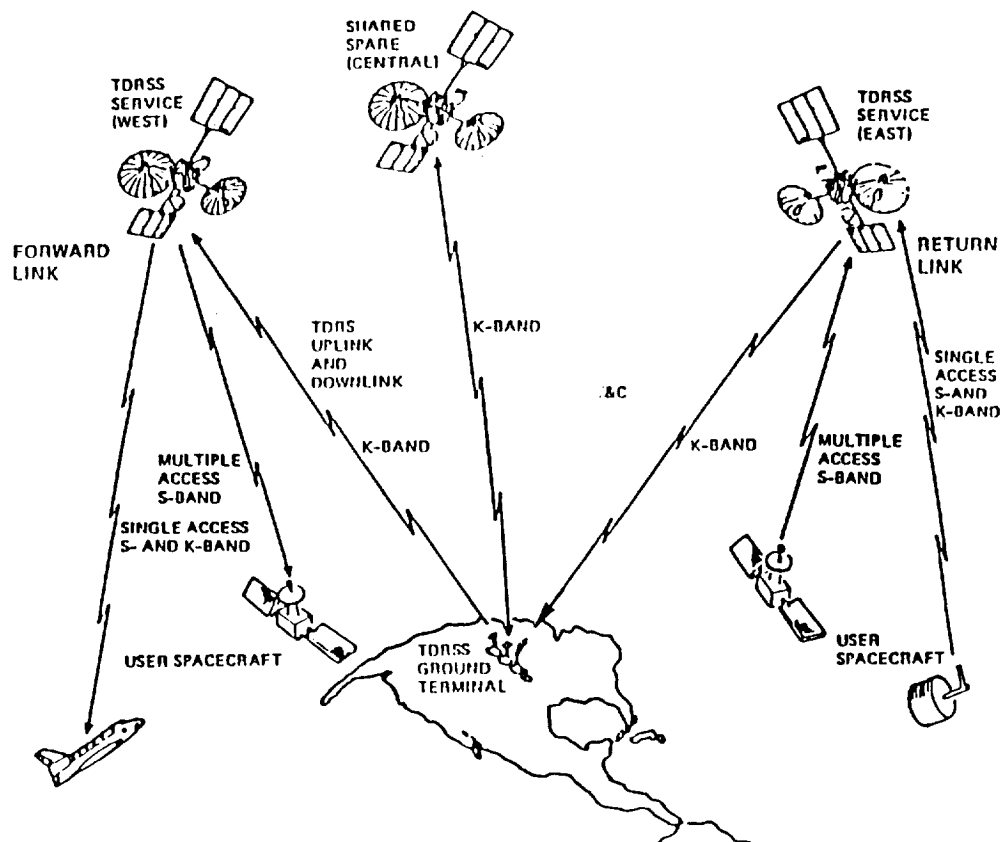 SHARED
SPARE
(CENTRAL)
TDRSS
SERVICE
(WEST)
TDRSS
SERVICE
(EAST)
FORWARD
LINK
RETURN
LINK
TDRS
UPLINK
AND
DOWNLINK
K-BAND
&C
SINGLE
ACCESS
S-AND
K-BAND
K-BAND
K-BAND
MULTIPLE
ACCESS
S-BAND
MULTIPLE
ACCESS
S-BAND
SINGLE ACCESS
S- AND K-BAND
USER SPACECRAFT
TDRSS
GROUND
TERMINAL
USER
SPACECRAFT